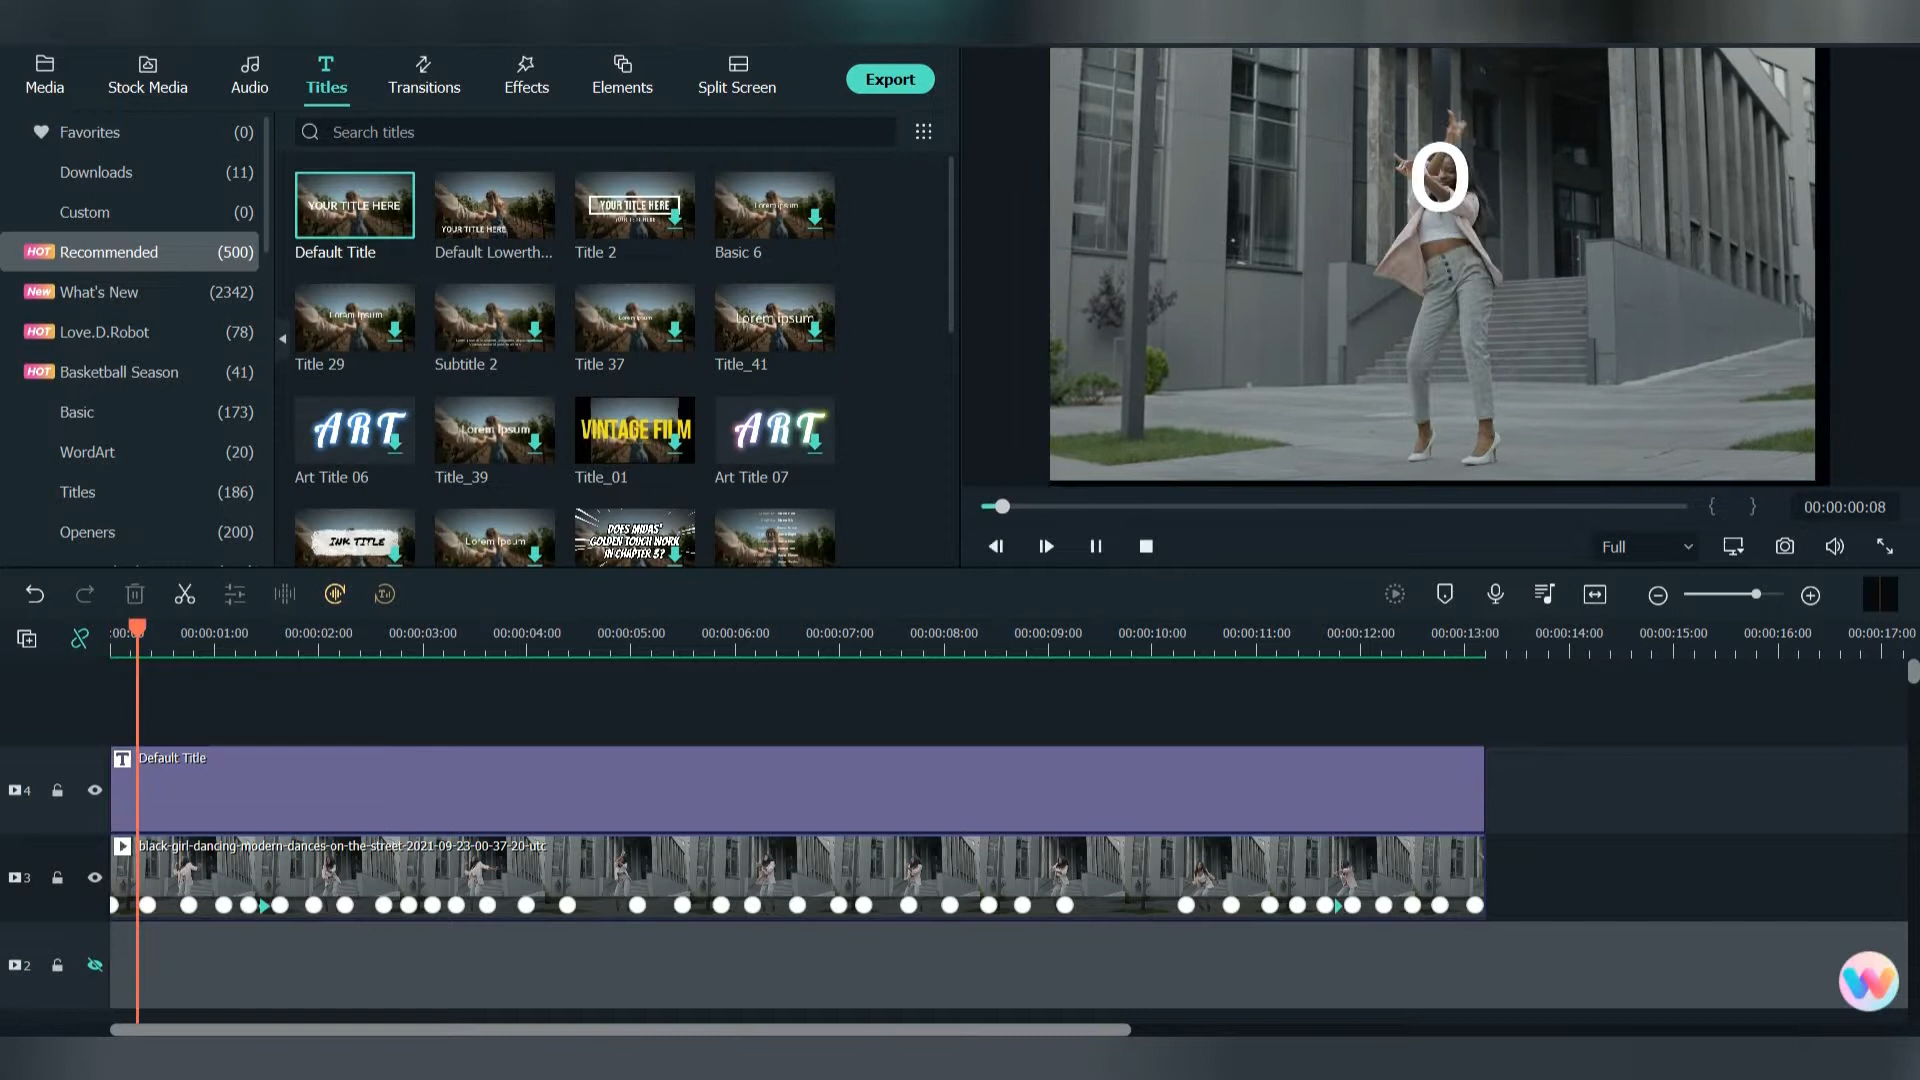 Media Stock Media Audio Titles Transitions Effects Elements Split Screen Export
Favorites (0)
Downloads (11)
Custom (0)
HOT Recommended (500)
New What's New (2342)
HOT Love.D.Robot (78)
HOT Basketball Season (41)
Basic (173)
WordArt (20)
Titles (186)
Openers (200)
Search titles
YOUR TITLE HERE
YOUR TITLE HERE
YOUR TITLE HERE
Lorem Ipsum
Default Title Default Lowerth... Title 2 Basic 6
Lorem Ipsum
Lorem Ipsum
Title 29 Subtitle 2 Title 37 Title_41
ART
Lorem Ipsum
VINTAGE FILM
ART
Art Title 06 Title_39 Title_01 Art Title 07
INK TITLE
Lorem Ipsum
DOES MIDAS'
GOLDEN TOUCH WORK
IN CHAPTER 3?
O
{ } 00:00:00:08
Full
00:00:01:00 00:00:02:00 00:00:03:00 00:00:04:00 00:00:05:00 00:00:06:00 00:00:07:00 00:00:08:00 00:00:09:00 00:00:10:00 00:00:11:00 00:00:12:00 00:00:13:00 00:00:14:00 00:00:15:00 00:00:16:00 00:00:17:00
T Default Title
4
black-girl-dancing-modern-dances-on-the-street-2021-09-23-00-37-20-utc
3
2